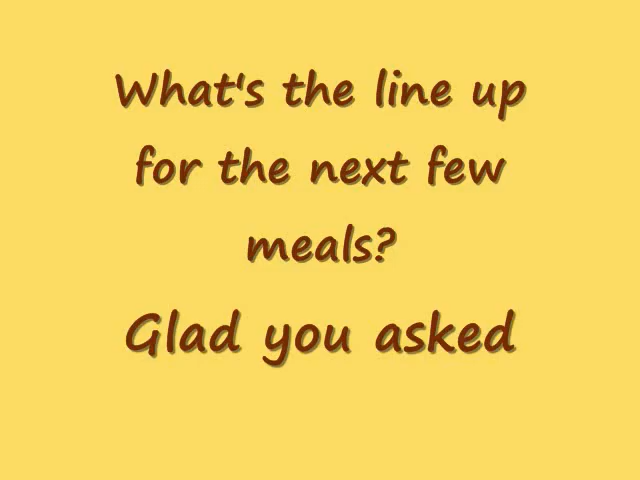 What's the line up
for the next few
meals?
Glad you asked